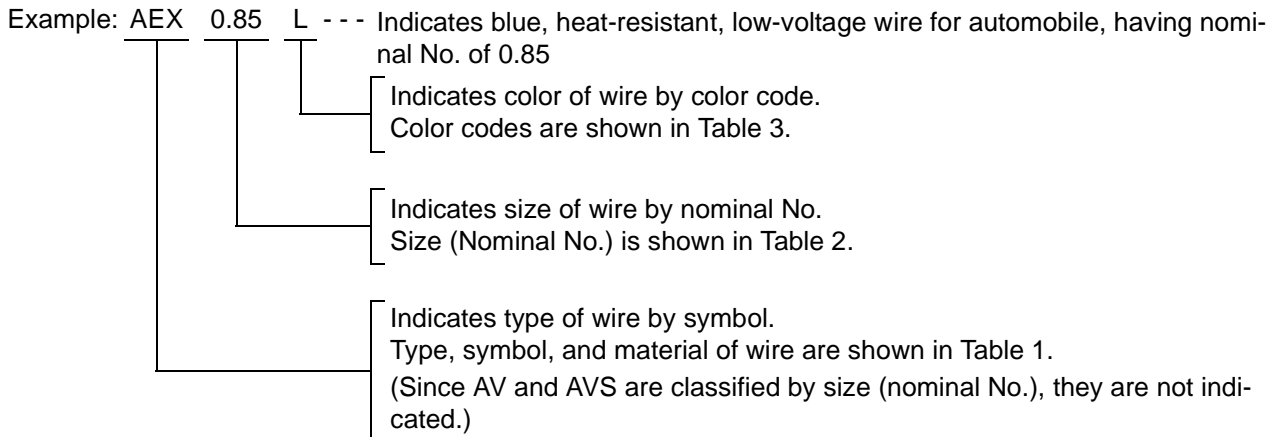 Example: AEX 0.85 L - - - Indicates blue, heat-resistant, low-voltage wire for automobile, having nomi-
nal No. of 0.85
Indicates color of wire by color code.
Color codes are shown in Table 3.
Indicates size of wire by nominal No.
Size (Nominal No.) is shown in Table 2.
Indicates type of wire by symbol.
Type, symbol, and material of wire are shown in Table 1.
(Since AV and AVS are classified by size (nominal No.), they are not indi-
cated.)